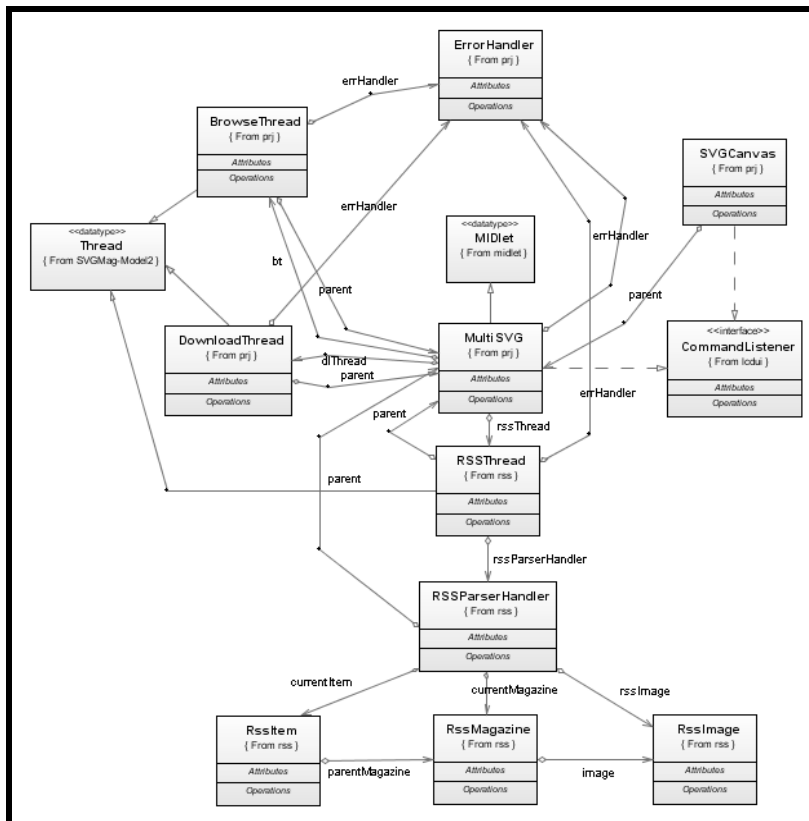 ErrorHandler
{ From prj }
Attributes
Operations
errHandler
BrowseThread
{ From prj }
Attributes
Operations
SVGCanvas
{ From prj }
Attributes
Operations
errHandler
<<datatype>>
Thread
{ From SVGMag-Model2 }
<<datatype>>
MIDlet
{ From midlet }
errHandler
bt
parent
parent
DownloadThread
{ From prj }
Attributes
Operations
dlThread
parent
MultiSVG
{ From prj }
Attributes
Operations
<<interface>>
CommandListener
{ From lcdui }
Attributes
Operations
errHandler
parent
rssThread
RSSThread
{ From rss }
Attributes
Operations
parent
rssParserHandler
RSSParserHandler
{ From rss }
Attributes
Operations
currentItem
currentMagazine
rssImage
RssItem
{ From rss }
Attributes
Operations
parentMagazine
RssMagazine
{ From rss }
Attributes
Operations
image
RssImage
{ From rss }
Attributes
Operations